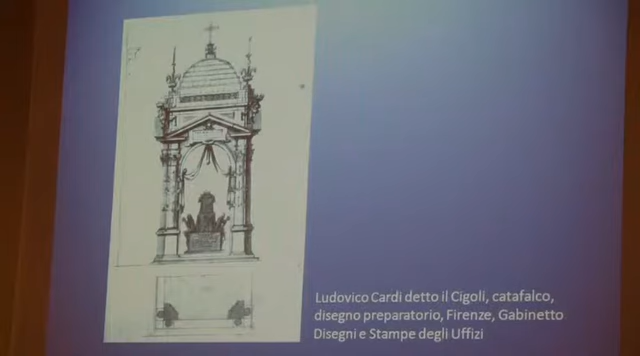 Ludovico Cardi detto il Cigoli, catafalco,
disegno preparatorio, Firenze, Gabinetto
Disegni e Stampe degli Uffizi